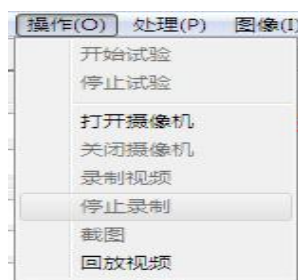 操作(O) 处理(P) 图像(I)
开始试验
停止试验
打开摄像机
关闭摄像机
录制视频
停止录制
截图
回放视频